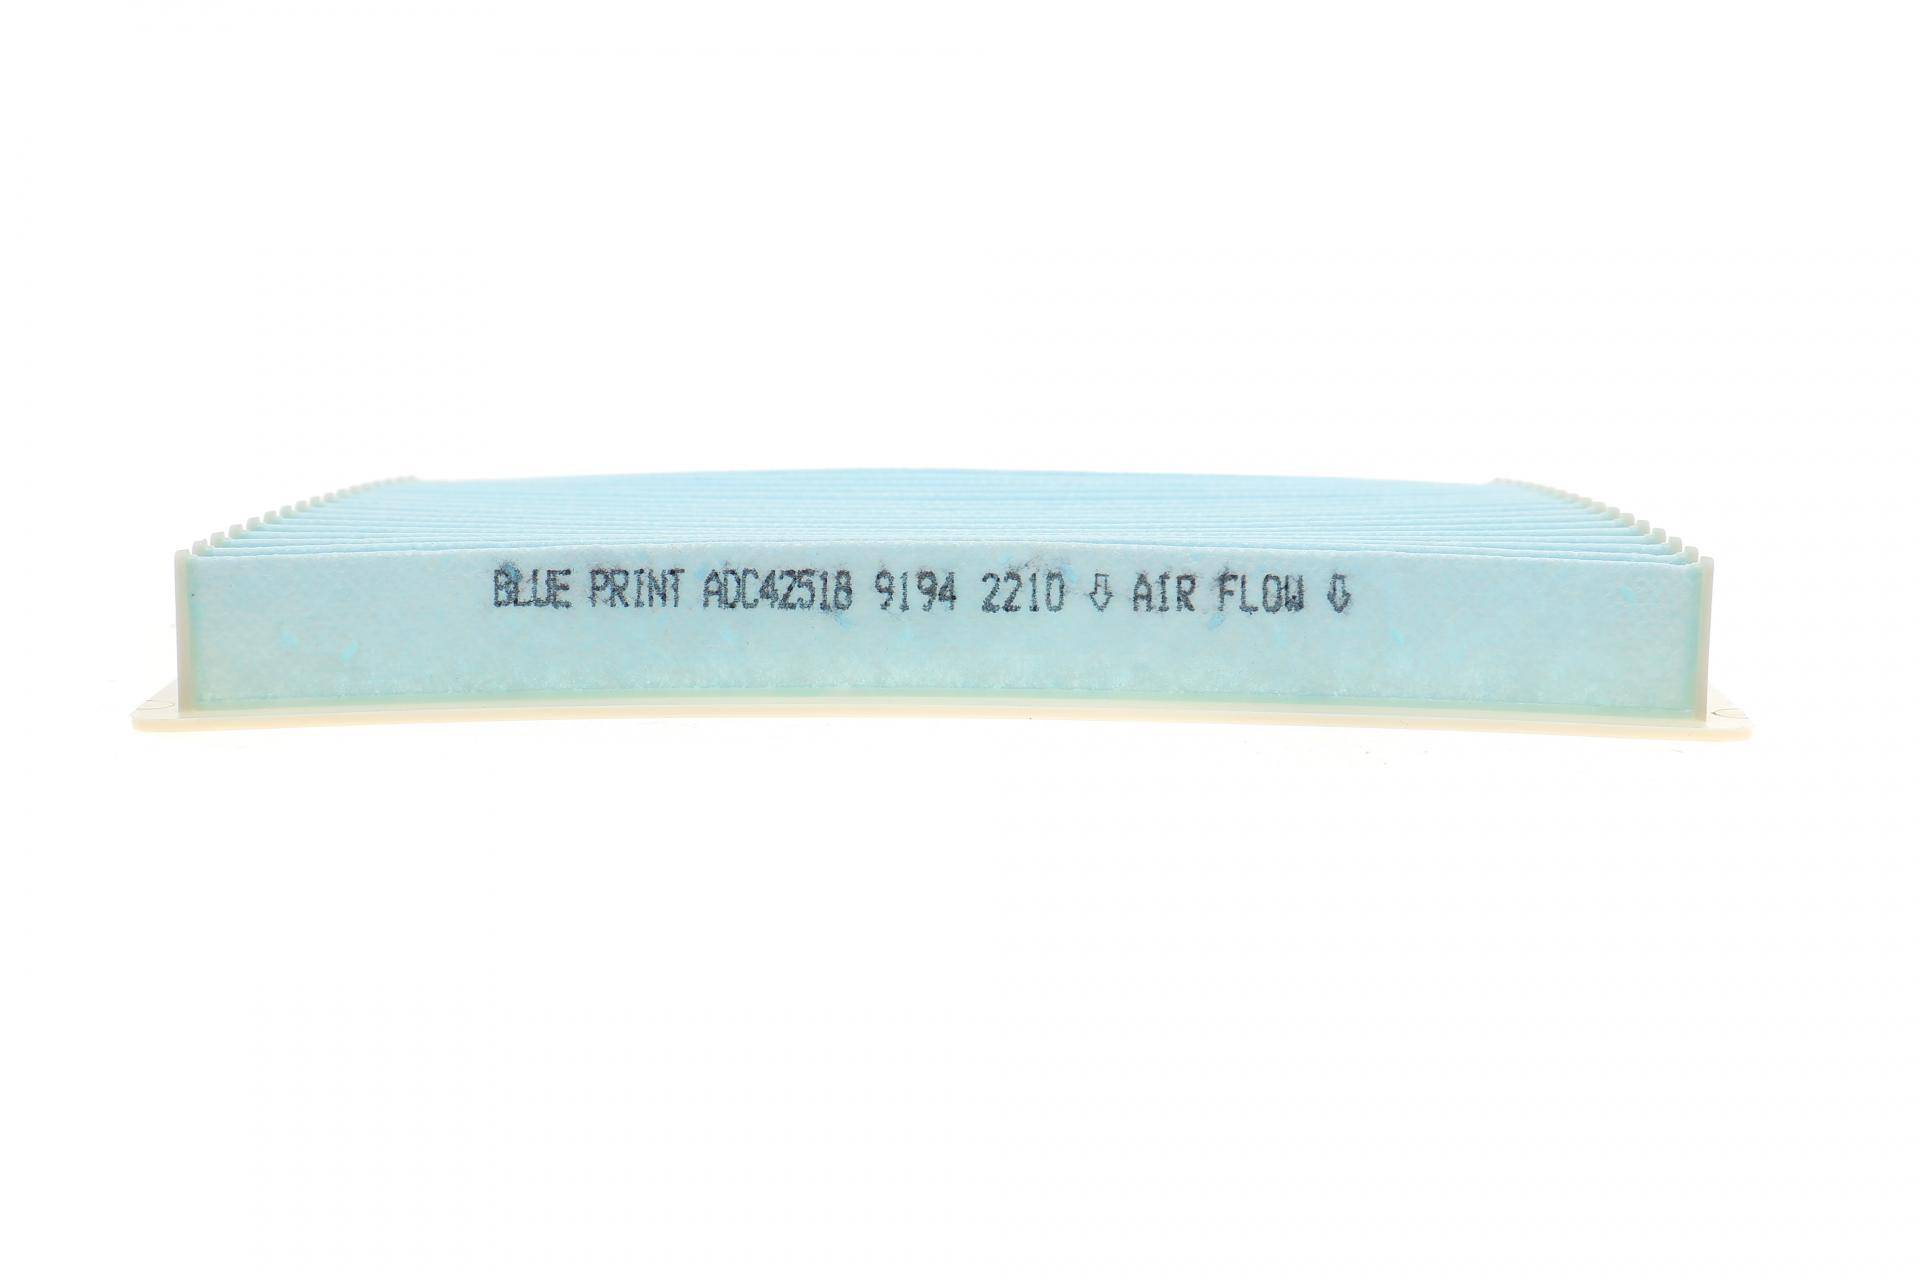 BLUE PRINT ADC42518 9194 2210 ⇩ AIR FLOW ⇩